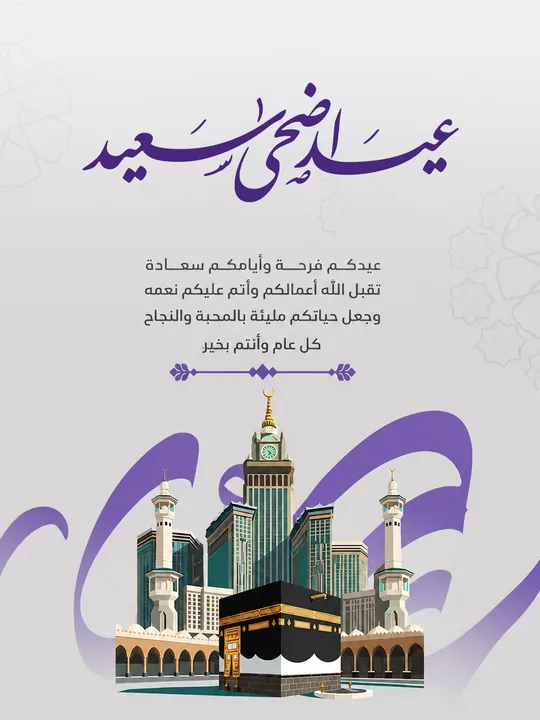 عيد أضحى سعيد
عيدكم فرحة وأيامكم سعادة
تقبل الله أعمالكم وأتم عليكم نعمه
وجعل حياتكم مليئة بالمحبة والنجاح
كل عام وأنتم بخير.